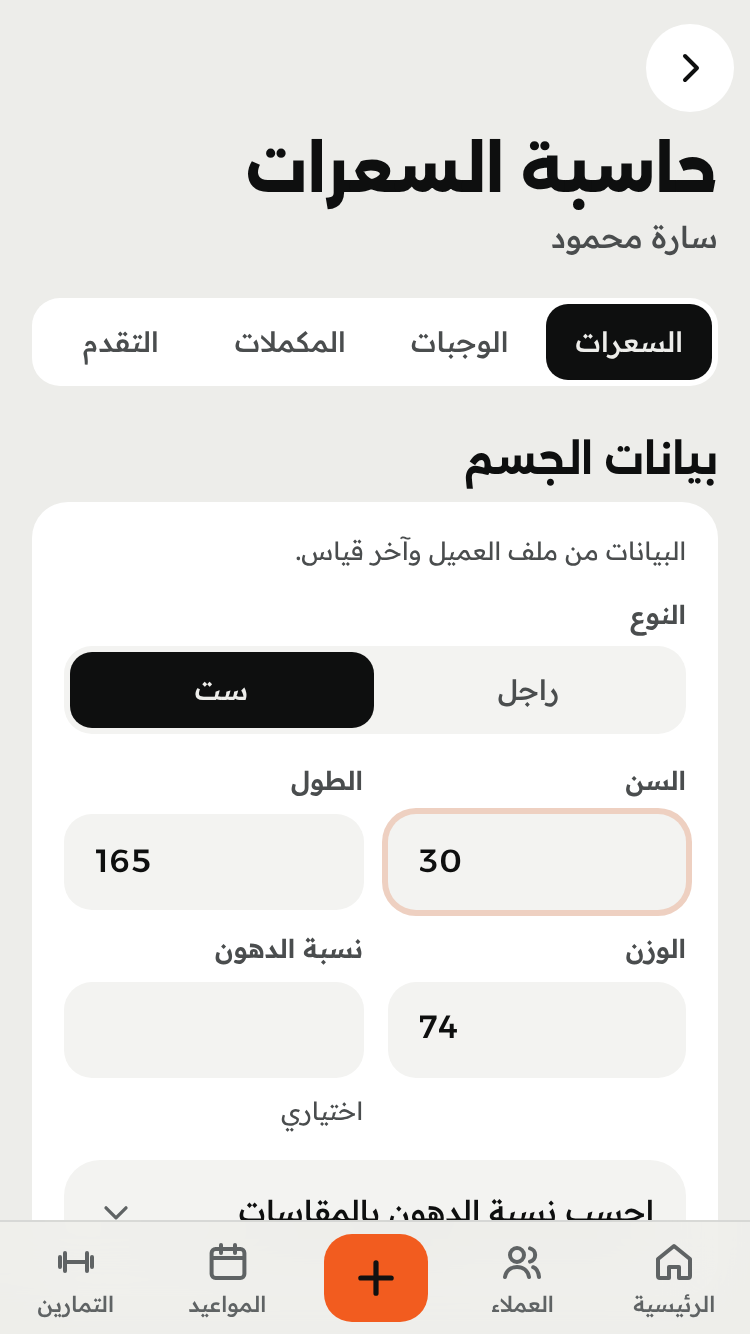 حاسبة السعرات
سارة محمود
السعرات الوجبات المكملات التقدم
بيانات الجسم
البيانات من ملف العميل وآخر قياس.
النوع
راجل ست
السن الطول
30 165
الوزن نسبة الدهون
74
اختياري
احسب نسبة الدهون بالمقاسات
الرئيسية العملاء المواعيد التمارين